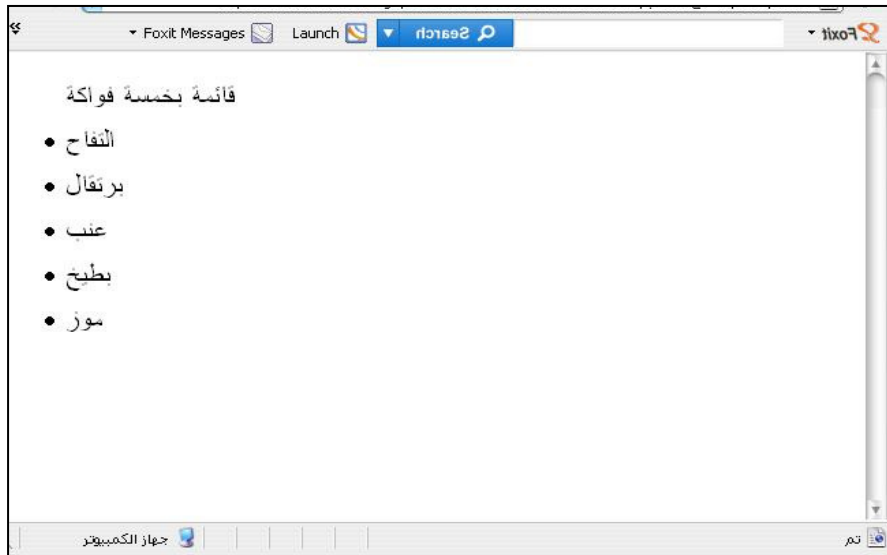 Foxit Search Launch Foxit Messages
قائمة بخمسة فواكة
التفاح
برتقال
عنب
بطيخ
موز
تم جهاز الكمبيوتر